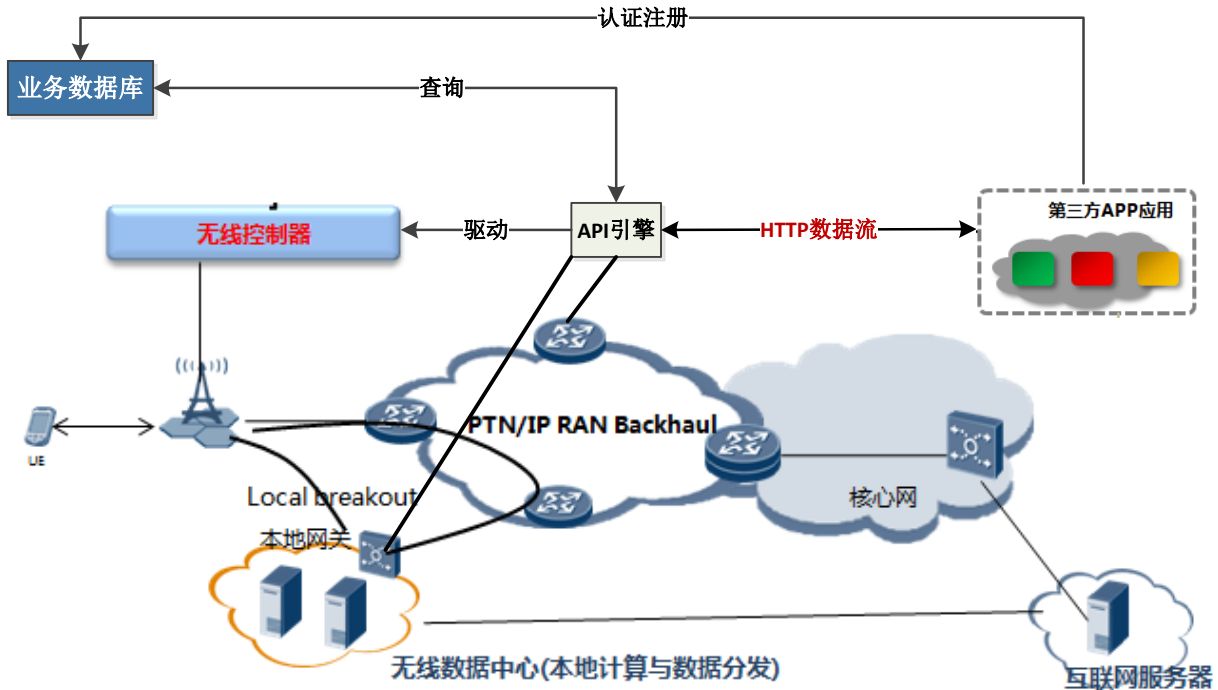 认证注册
业务数据库
查询
第三方APP应用
无线控制器
驱动
API引擎
HTTP数据流
PTN/IP RAN Backhaul
UE
Local breakout
核心网
本地网关
无线数据中心(本地计算与数据分发)
互联网服务器